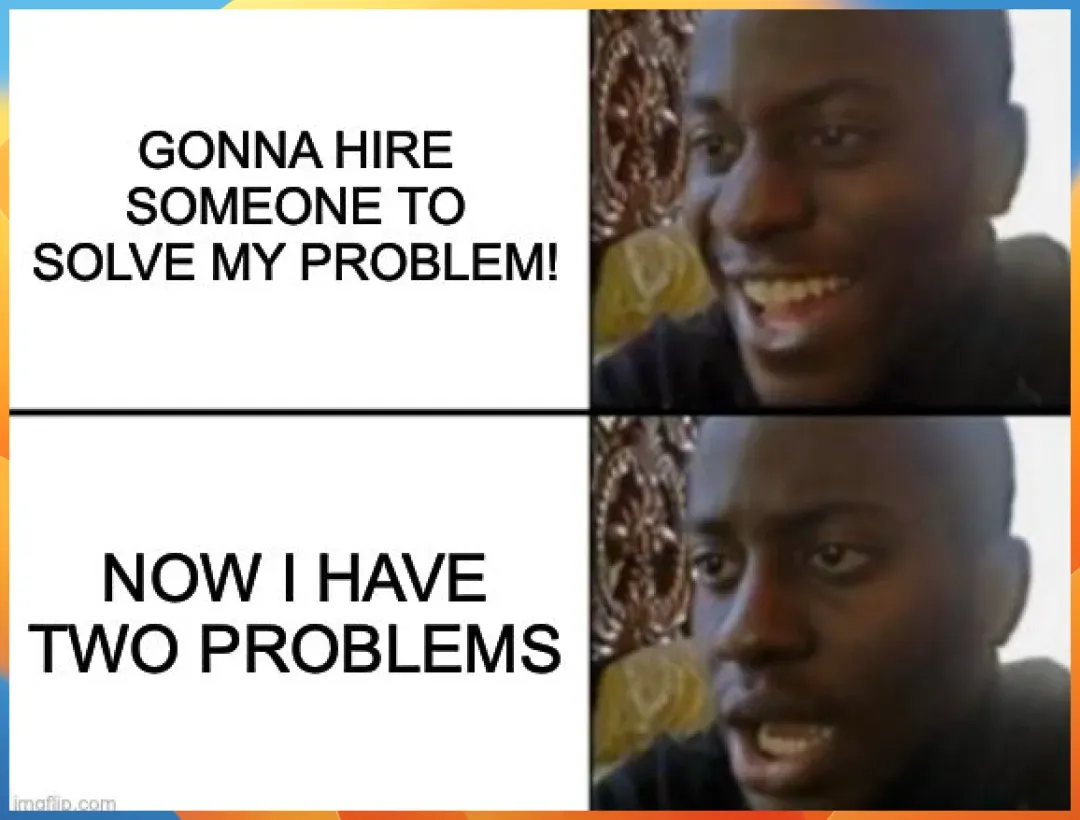 GONNA HIRE
SOMEONE TO
SOLVE MY PROBLEM!
NOW I HAVE
TWO PROBLEMS
imgflip.com